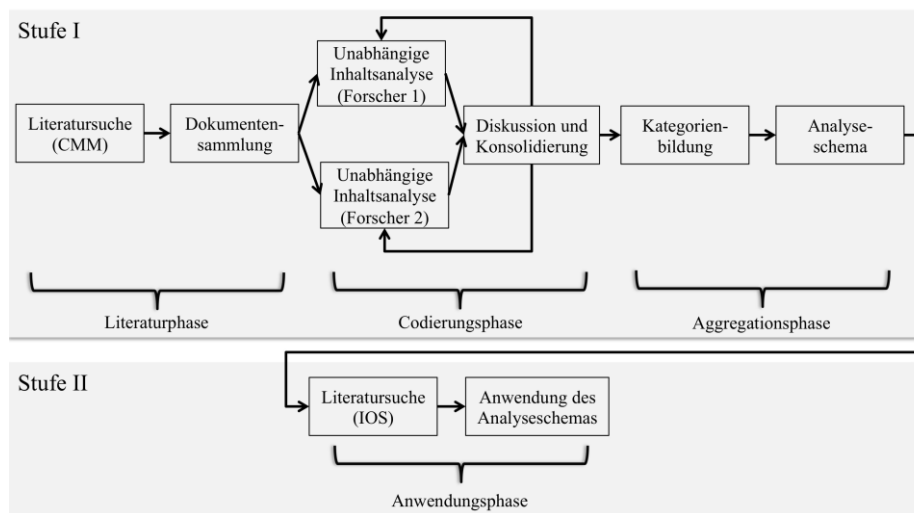 Stufe I
Literatursuche
(CMM)
Dokumenten-
sammlung
Unabhängige
Inhaltsanalyse
(Forscher 1)
Unabhängige
Inhaltsanalyse
(Forscher 2)
Diskussion und
Konsolidierung
Kategorien-
bildung
Analyse-
schema
Literaturphase
Codierungsphase
Aggregationsphase
Stufe II
Literatursuche
(IOS)
Anwendung des
Analyseschemas
Anwendungsphase